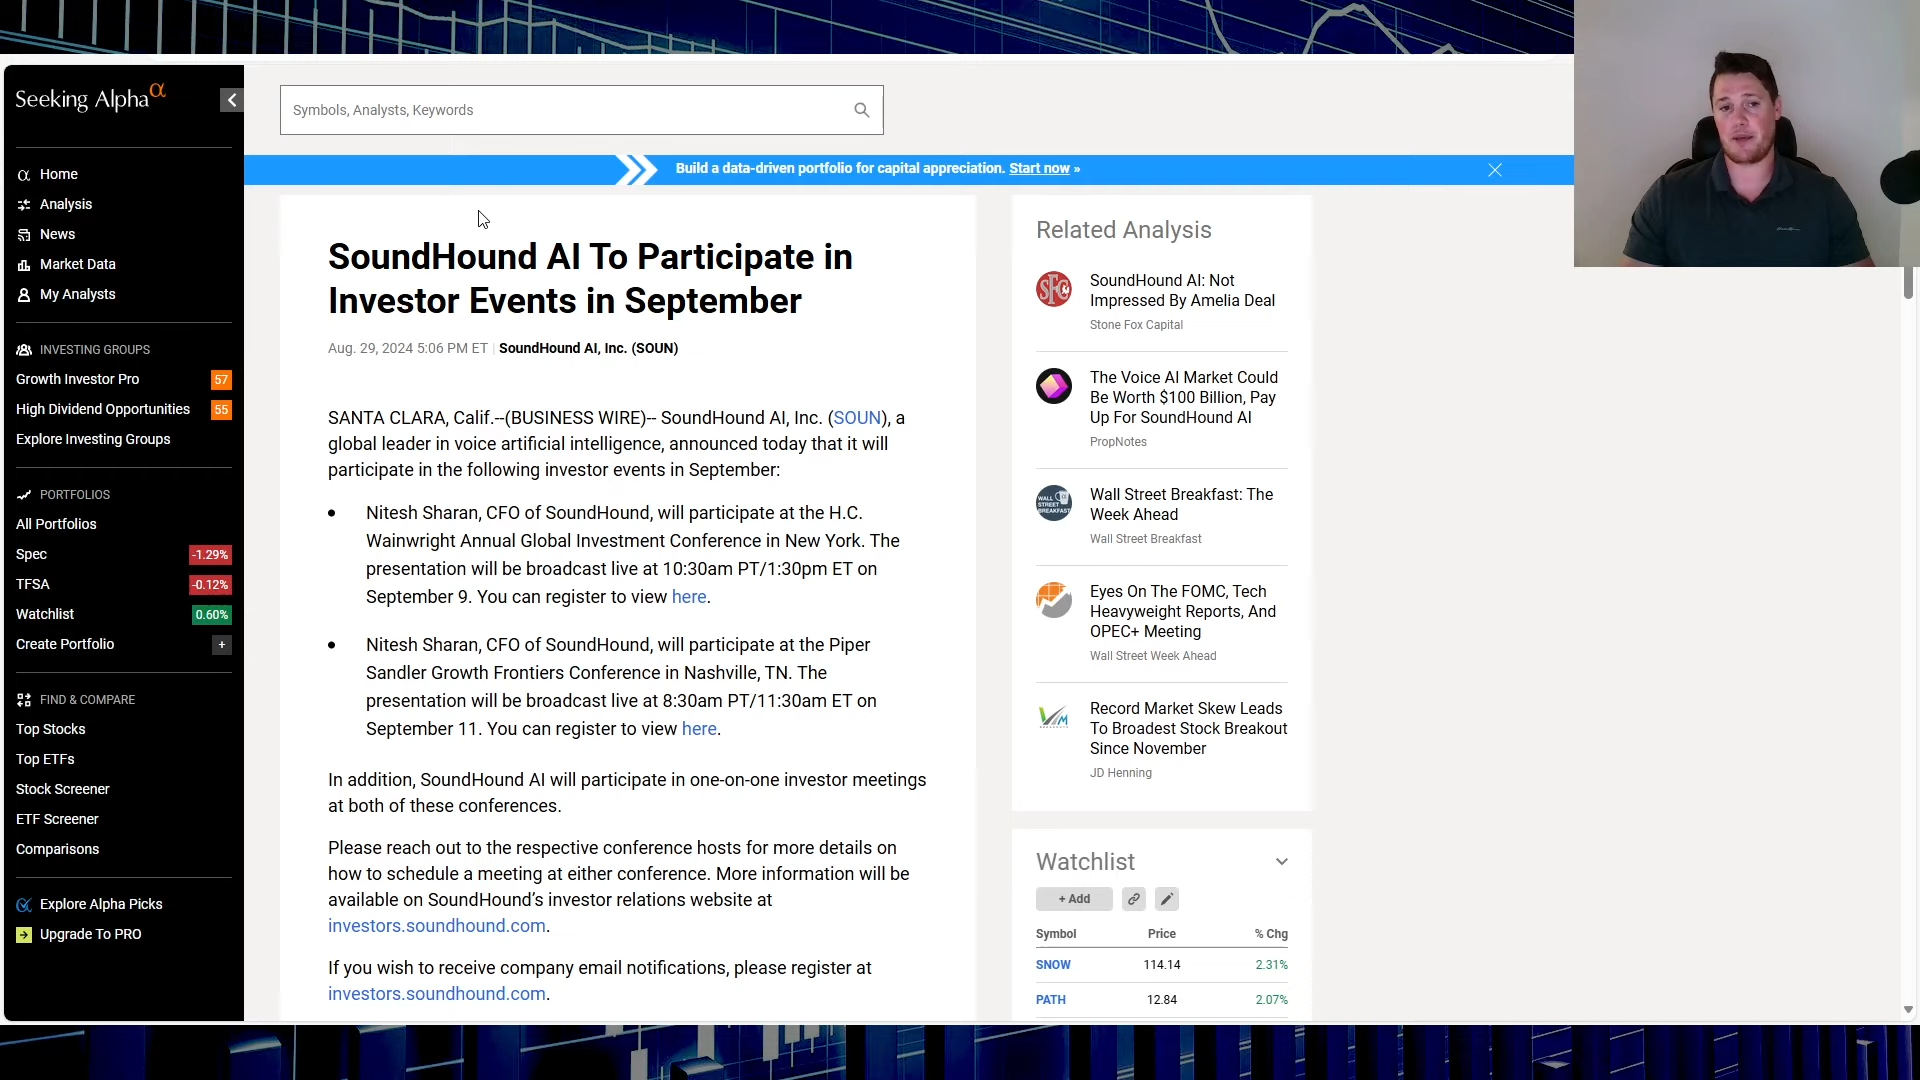 Seeking Alpha α
Home
Analysis
News
Market Data
My Analysts
INVESTING GROUPS
Growth Investor Pro 57
High Dividend Opportunities 55
Explore Investing Groups
PORTFOLIOS
All Portfolios
Spec -1.29%
TFSA -0.12%
Watchlist 0.60%
Create Portfolio +
FIND & COMPARE
Top Stocks
Top ETFs
Stock Screener
ETF Screener
Comparisons
Explore Alpha Picks
Upgrade To PRO
Symbols, Analysts, Keywords
Build a data-driven portfolio for capital appreciation. Start now »
SoundHound AI To Participate in
Investor Events in September
Aug. 29, 2024 5:06 PM ET | SoundHound AI, Inc. (SOUN)
SANTA CLARA, Calif.--(BUSINESS WIRE)-- SoundHound AI, Inc. (SOUN), a
global leader in voice artificial intelligence, announced today that it will
participate in the following investor events in September:
• Nitesh Sharan, CFO of SoundHound, will participate at the H.C.
Wainwright Annual Global Investment Conference in New York. The
presentation will be broadcast live at 10:30am PT/1:30pm ET on
September 9. You can register to view here.
• Nitesh Sharan, CFO of SoundHound, will participate at the Piper
Sandler Growth Frontiers Conference in Nashville, TN. The
presentation will be broadcast live at 8:30am PT/11:30am ET on
September 11. You can register to view here.
In addition, SoundHound AI will participate in one-on-one investor meetings
at both of these conferences.
Please reach out to the respective conference hosts for more details on
how to schedule a meeting at either conference. More information will be
available on SoundHound’s investor relations website at
investors.soundhound.com.
If you wish to receive company email notifications, please register at
investors.soundhound.com.
Related Analysis
SFC
SoundHound AI: Not
Impressed By Amelia Deal
Stone Fox Capital
The Voice AI Market Could
Be Worth $100 Billion, Pay
Up For SoundHound AI
PropNotes
WALL
STREET
BREAKFAST
Wall Street Breakfast: The
Week Ahead
Wall Street Breakfast
Eyes On The FOMC, Tech
Heavyweight Reports, And
OPEC+ Meeting
Wall Street Week Ahead
Record Market Skew Leads
To Broadest Stock Breakout
Since November
JD Henning
Watchlist
+ Add
Symbol Price % Chg
SNOW 114.14 2.31%
PATH 12.84 2.07%